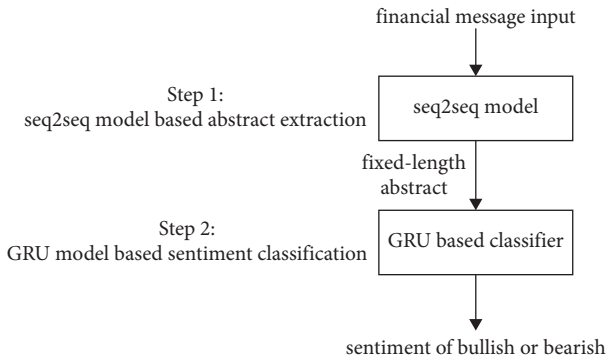 financial message input
Step 1:
seq2seq model based abstract extraction
seq2seq model
fixed-length
abstract
Step 2:
GRU model based sentiment classification
GRU based classifier
sentiment of bullish or bearish